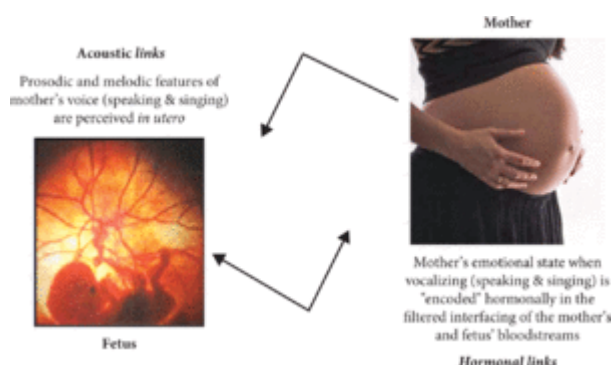 Mother
Acoustic links
Prosodic and melodic features of
mother's voice (speaking & singing)
are perceived in utero
Fetus
Mother's emotional state when
vocalizing (speaking & singing) is
"encoded" hormonally in the
filtered interfacing of the mother's
and fetus' bloodstreams
Hormonal links